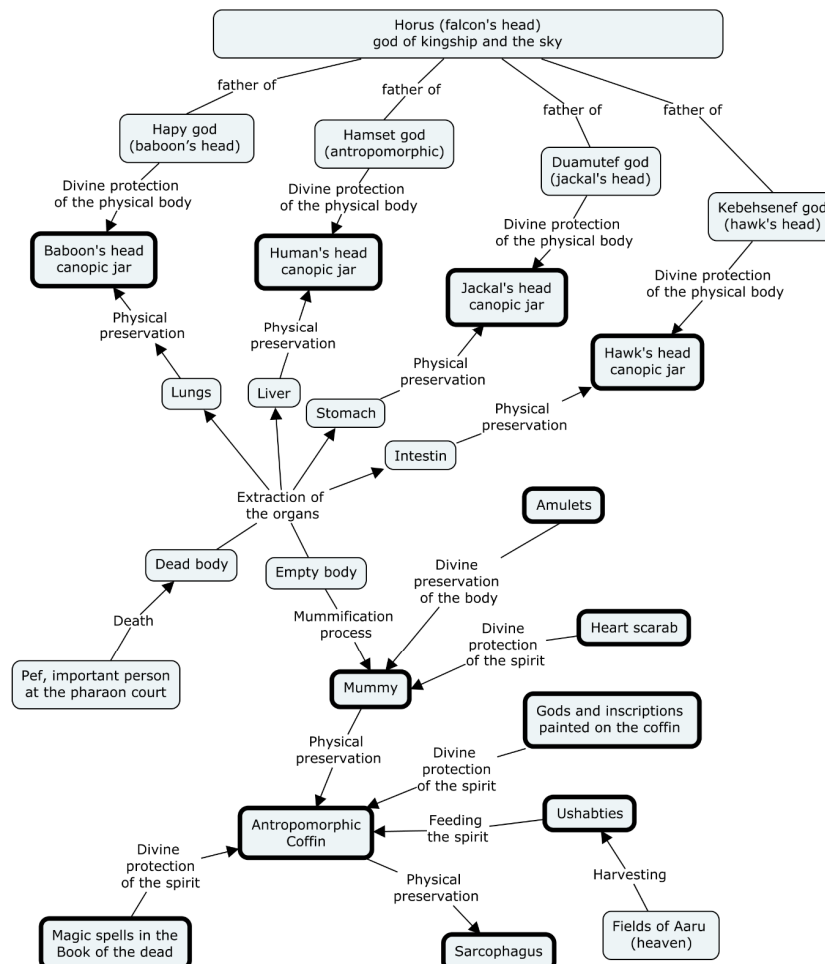 Horus (falcon's head)
god of kingship and the sky
father of
father of
father of
father of
Hapy god
(baboon's head)
Hamset god
(antropomorphic)
Duamutef god
(jackal's head)
Kebehsenef god
(hawk's head)
Divine protection
of the physical body
Divine protection
of the physical body
Divine protection
of the physical body
Divine protection
of the physical body
Baboon's head
canopic jar
Human's head
canopic jar
Jackal's head
canopic jar
Hawk's head
canopic jar
Physical
preservation
Physical
preservation
Physical
preservation
Physical
preservation
Lungs
Liver
Stomach
Intestin
Extraction of
the organs
Amulets
Dead body
Empty body
Divine
preservation
of the body
Death
Mummification
process
Divine
protection
of the spirit
Heart scarab
Pef, important person
at the pharaon court
Mummy
Gods and inscriptions
painted on the coffin
Physical
preservation
Divine
protection
of the spirit
Antropomorphic
Coffin
Feeding
the spirit
Ushabties
Divine
protection
of the spirit
Harvesting
Physical
preservation
Magic spells in the
Book of the dead
Sarcophagus
Fields of Aaru
(heaven)